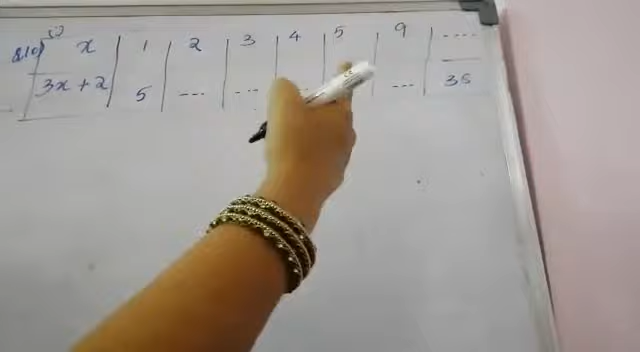 Q10) (i) x | 1 | 2 | 3 | 4 | 5 | 9 | ----
3x + 2 | 5 | --- | --- | | | --- | 35